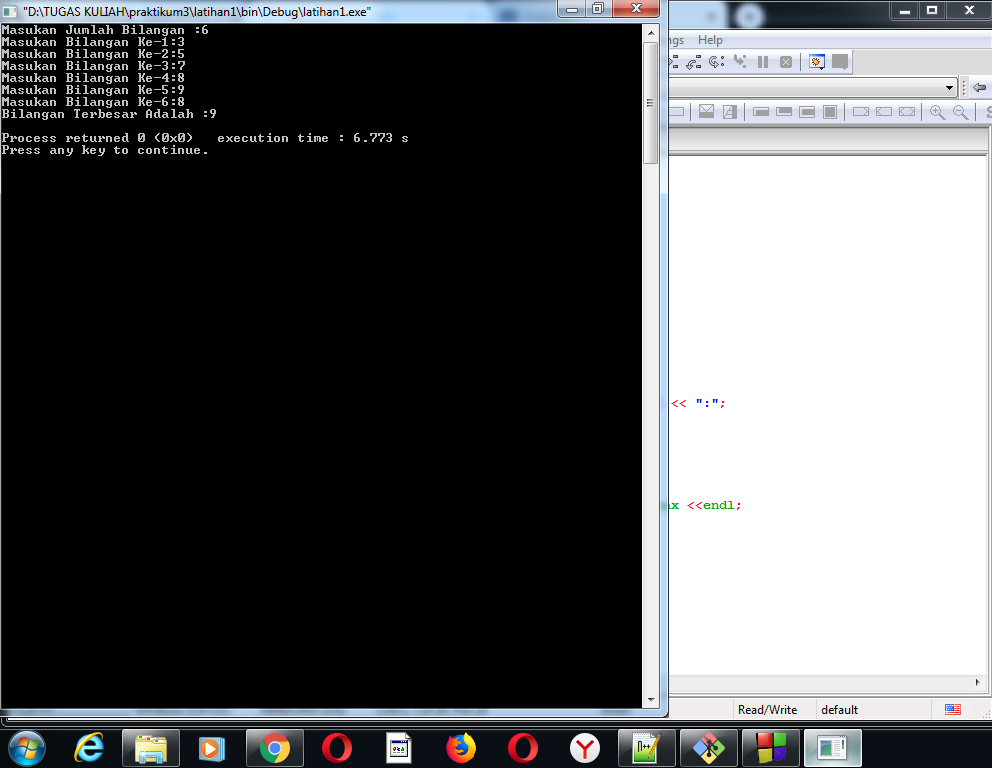 "D:\TUGAS KULIAH\praktikum3\latihan1\bin\Debug\latihan1.exe"
Masukan Jumlah Bilangan :6
Masukan Bilangan Ke-1:3
Masukan Bilangan Ke-2:5
Masukan Bilangan Ke-3:7
Masukan Bilangan Ke-4:8
Masukan Bilangan Ke-5:9
Masukan Bilangan Ke-6:8
Bilangan Terbesar Adalah :9
Process returned 0 (0x0)   execution time : 6.773 s
Press any key to continue.
Help
<< ":";
<<endl;
Read/Write default